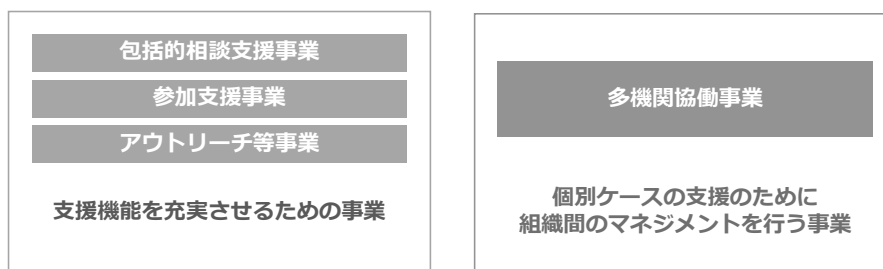 包括的相談支援事業
参加支援事業
アウトリーチ等事業
支援機能を充実させるための事業
多機関協働事業
個別ケースの支援のために
組織間のマネジメントを行う事業